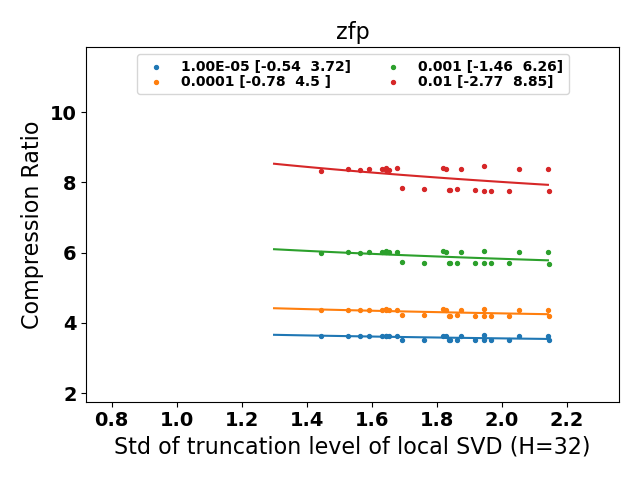 zfp
1.00E-05 [-0.54  3.72]
0.0001 [-0.78  4.5 ]
0.001 [-1.46  6.26]
0.01 [-2.77  8.85]
Compression Ratio
10
8
6
4
2
0.8 1.0 1.2 1.4 1.6 1.8 2.0 2.2
Std of truncation level of local SVD (H=32)